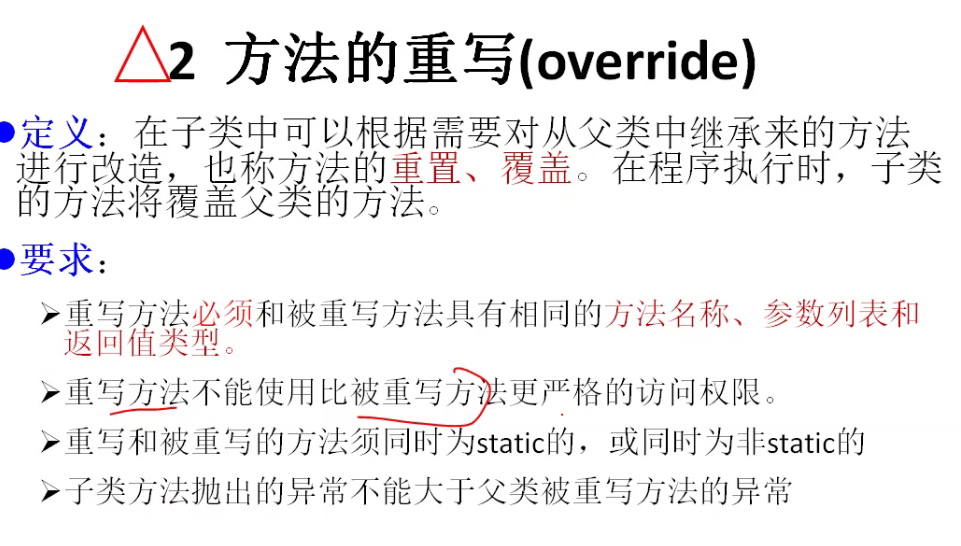 2 方法的重写(override)
定义：在子类中可以根据需要对从父类中继承来的方法
进行改造，也称方法的重置、覆盖。在程序执行时，子类
的方法将覆盖父类的方法。
要求：
重写方法必须和被重写方法具有相同的方法名称、参数列表和
返回值类型。
重写方法不能使用比被重写方法更严格的访问权限。
重写和被重写的方法须同时为static的，或同时为非static的
子类方法抛出的异常不能大于父类被重写方法的异常